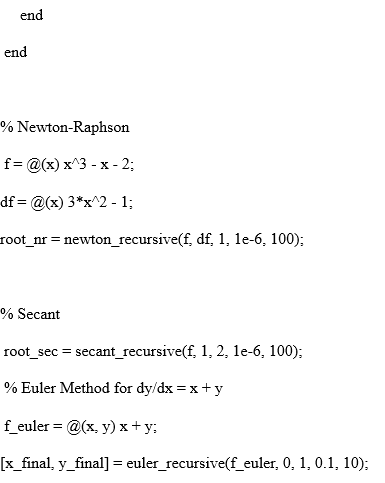 end
end
% Newton-Raphson
f = @(x) x^3 - x - 2;
df = @(x) 3*x^2 - 1;
root_nr = newton_recursive(f, df, 1, 1e-6, 100);
% Secant
root_sec = secant_recursive(f, 1, 2, 1e-6, 100);
% Euler Method for dy/dx = x + y
f_euler = @(x, y) x + y;
[x_final, y_final] = euler_recursive(f_euler, 0, 1, 0.1, 10);